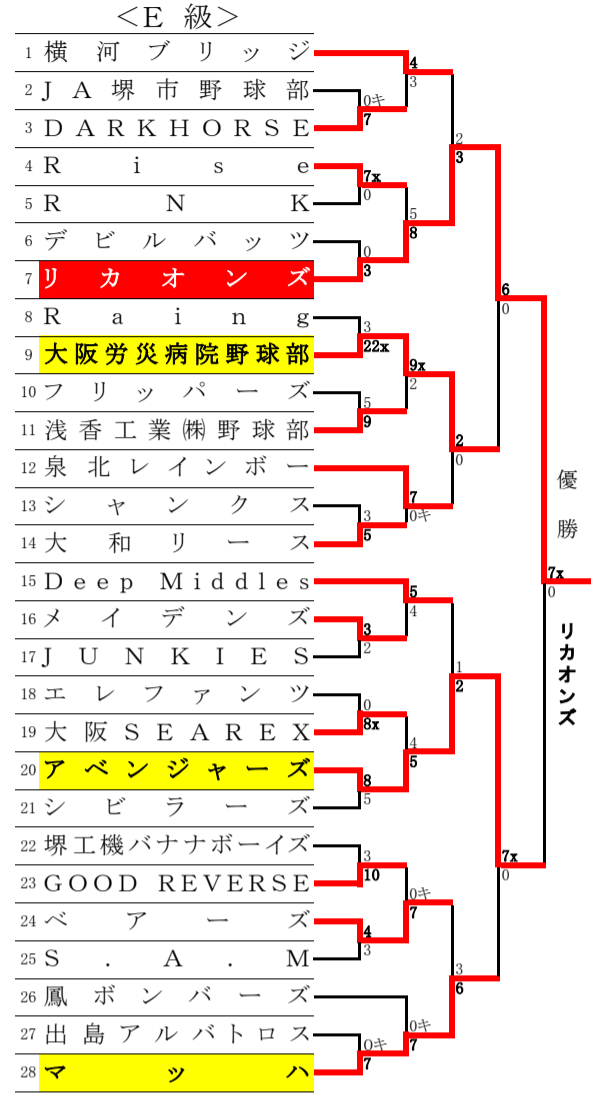 ＜E 級＞
1 横河ブリッジ
2 JA堺市野球部
3 DARKHORSE
4 Rise
5 RNK
6 デビルバッツ
7 リカオンズ
8 Raing
9 大阪労災病院野球部
10 フリッパーズ
11 浅香工業㈱野球部
12 泉北レインボー
13 シャンクス
14 大和リース
15 Deep Middles
16 メイデンズ
17 JUNKIES
18 エレファンツ
19 大阪SEAREX
20 アベンジャーズ
21 シビラーズ
22 堺工機バナナボーイズ
23 GOOD REVERSE
24 ベアーズ
25 S.A.M
26 鳳ボンバーズ
27 出島アルバトロス
28 マッハ
0キ
7
7x
0
0
3
3
22x
5
9
3
5
3
2
0
8x
8
5
3
10
4
3
0キ
7
4
3
5
8
9x
2
7
0キ
5
4
4
5
0キ
7
0キ
7
2
3
2
0
1
2
3
6
6
0
7x
0
7x
0
優勝
リカオンズ